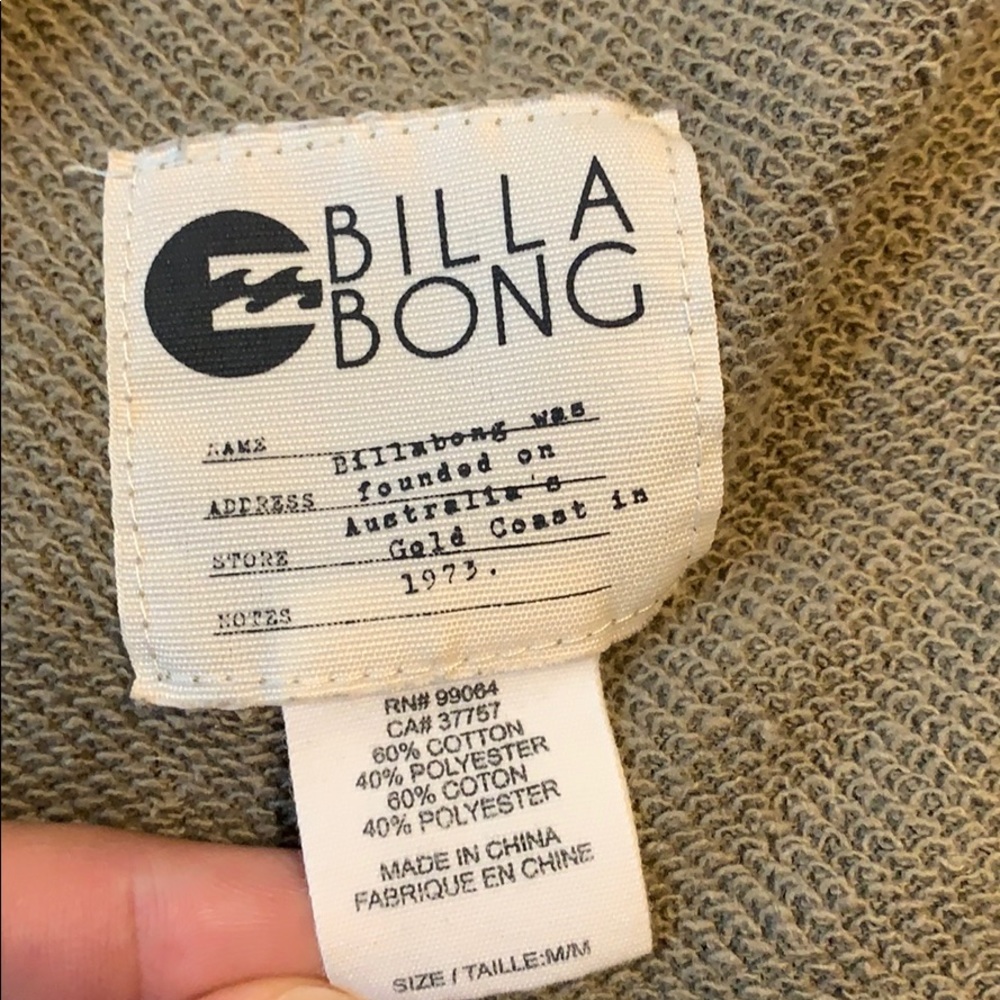 BILLA
BONG
NAME
Billabong was
founded on
ADDRESS
Australia's
Gold Coast in
STORE
1973.
NOTES
RN# 99064
CA# 37757
60% COTTON
40% POLYESTER
60% COTON
40% POLYESTER
MADE IN CHINA
FABRIQUE EN CHINE
SIZE / TAILLE:M/M